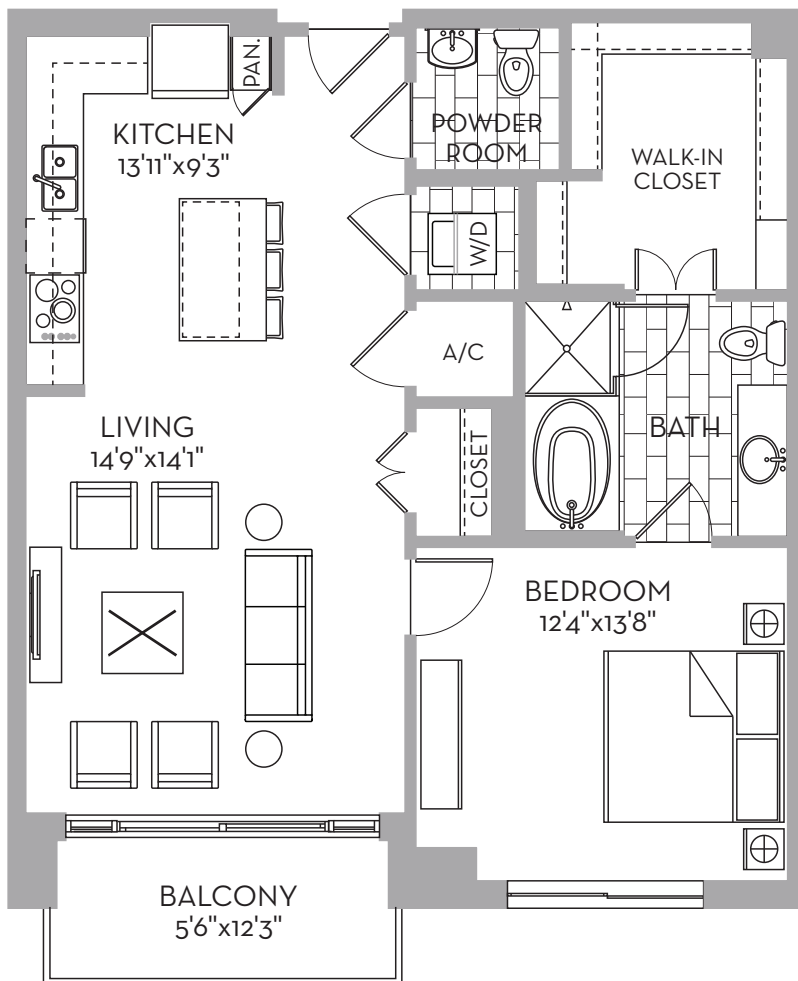 PAN.
KITCHEN
13'11"x9'3"
POWDER
ROOM
WALK-IN
CLOSET
W/D
A/C
LIVING
14'9"x14'1"
CLOSET
BATH
BEDROOM
12'4"x13'8"
BALCONY
5'6"x12'3"